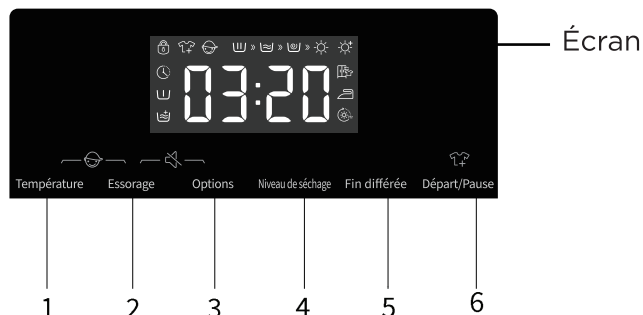 Écran
03:20
Température Essorage Options Niveau de séchage Fin différée Départ/Pause
1 2 3 4 5 6